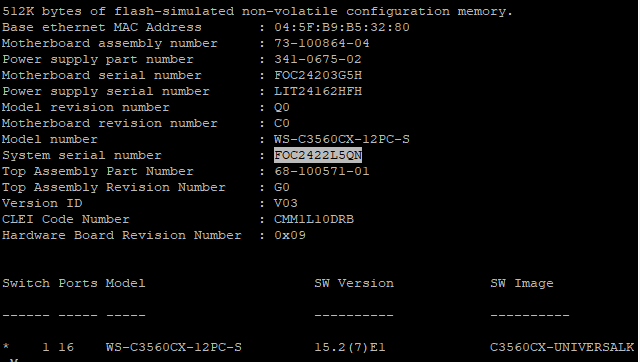 512K bytes of flash-simulated non-volatile configuration memory.
Base ethernet MAC Address       : 04:5F:B9:B5:32:80
Motherboard assembly number     : 73-100864-04
Power supply part number        : 341-0675-02
Motherboard serial number       : FOC24203G5H
Power supply serial number      : LIT24162HFH
Model revision number           : Q0
Motherboard revision number     : C0
Model number                    : WS-C3560CX-12PC-S
System serial number            : FOC2422L5QN
Top Assembly Part Number        : 68-100571-01
Top Assembly Revision Number    : G0
Version ID                      : V03
CLEI Code Number                : CMM1L10DRB
Hardware Board Revision Number  : 0x09
Switch Ports Model                     SW Version            SW Image
------ ----- -----                     ----------            ----------
*    1 16    WS-C3560CX-12PC-S         15.2(7)E1             C3560CX-UNIVERSALK